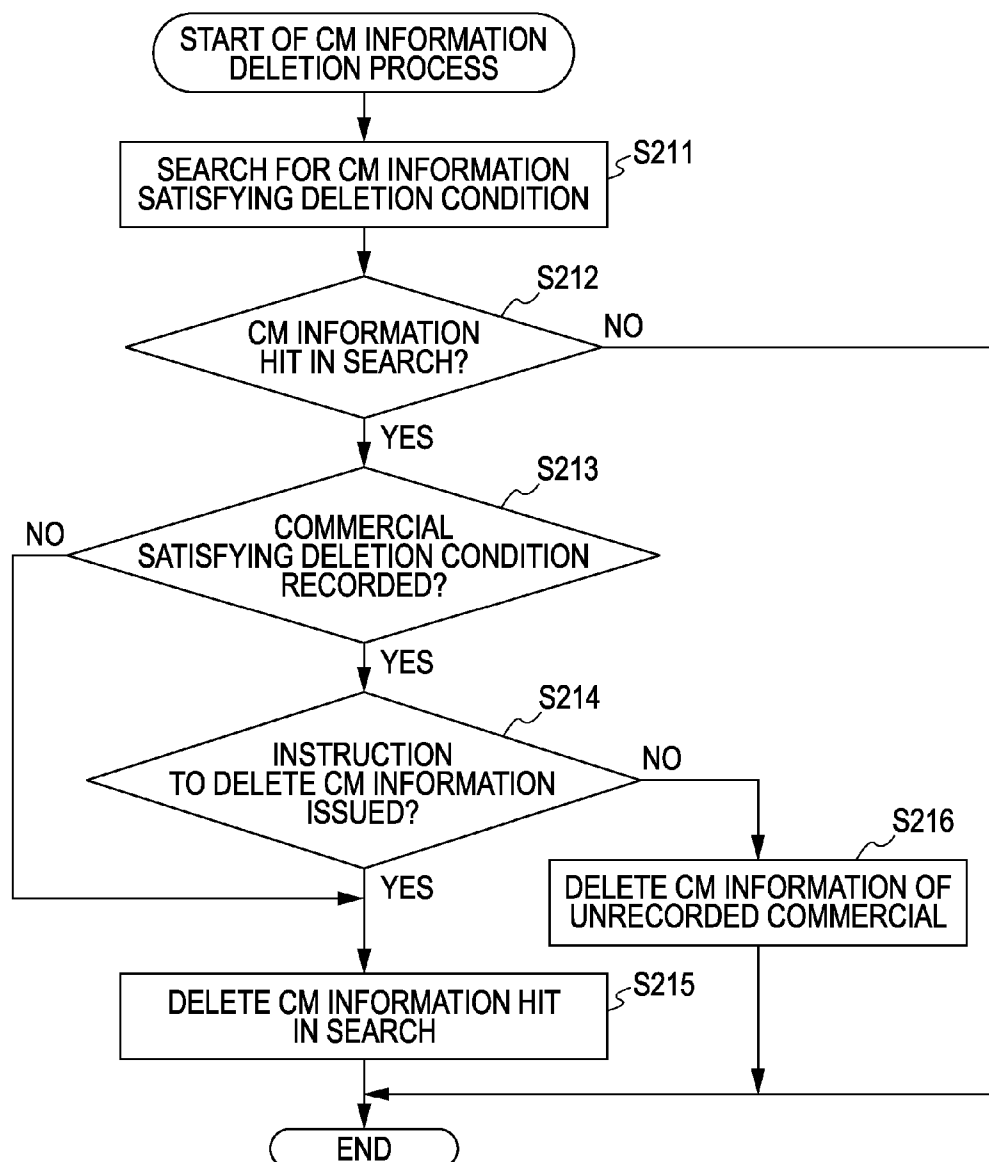 START OF CM INFORMATION
DELETION PROCESS
SEARCH FOR CM INFORMATION
SATISFYING DELETION CONDITION
S211
CM INFORMATION
HIT IN SEARCH?
S212
NO
YES
COMMERCIAL
SATISFYING DELETION CONDITION
RECORDED?
S213
NO
YES
INSTRUCTION
TO DELETE CM INFORMATION
ISSUED?
S214
NO
YES
DELETE CM INFORMATION OF
UNRECORDED COMMERCIAL
S216
DELETE CM INFORMATION HIT
IN SEARCH
S215
END